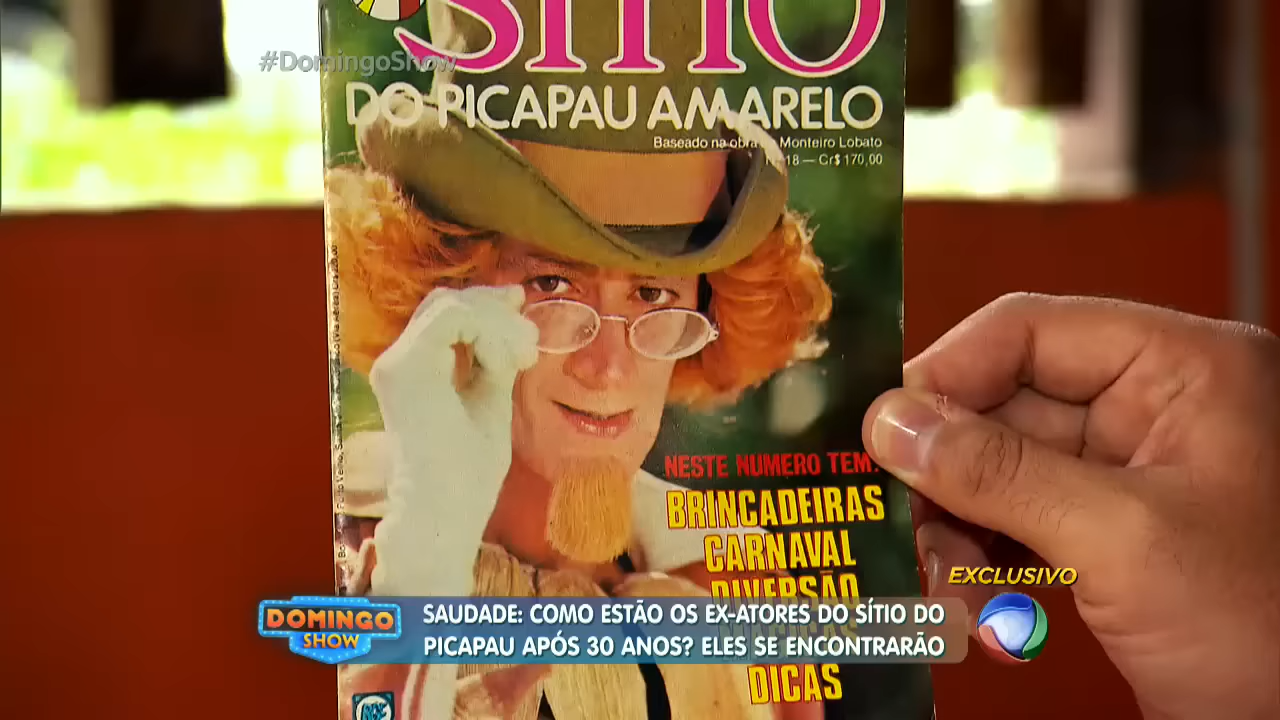 SÍTIO
#DomingoShow
DO PICAPAU AMARELO
Baseado na obra Monteiro Lobato
18 — Cr$ 170,00
NESTE NUMERO TEM:
BRINCADEIRAS
CARNAVAL
DIVERSÃO
DICAS
EXCLUSIVO
DOMINGO
SHOW
SAUDADE: COMO ESTÃO OS EX-ATORES DO SÍTIO DO
PICAPAU APÓS 30 ANOS? ELES SE ENCONTRARÃO